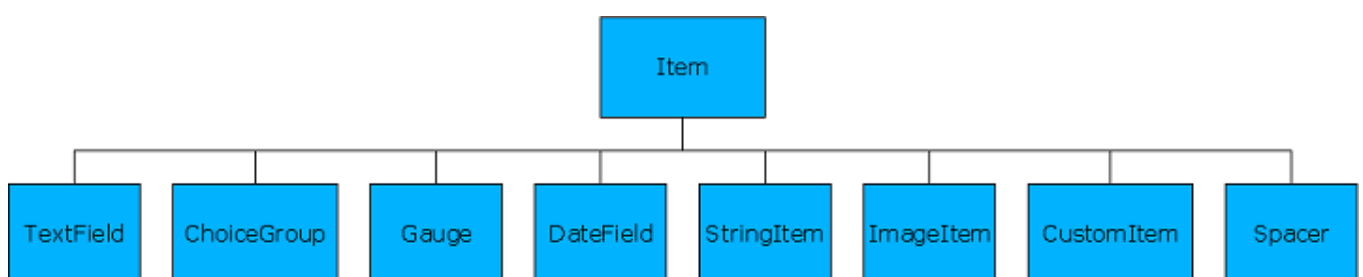 Item
TextField
ChoiceGroup
Gauge
DateField
StringItem
ImageItem
CustomItem
Spacer